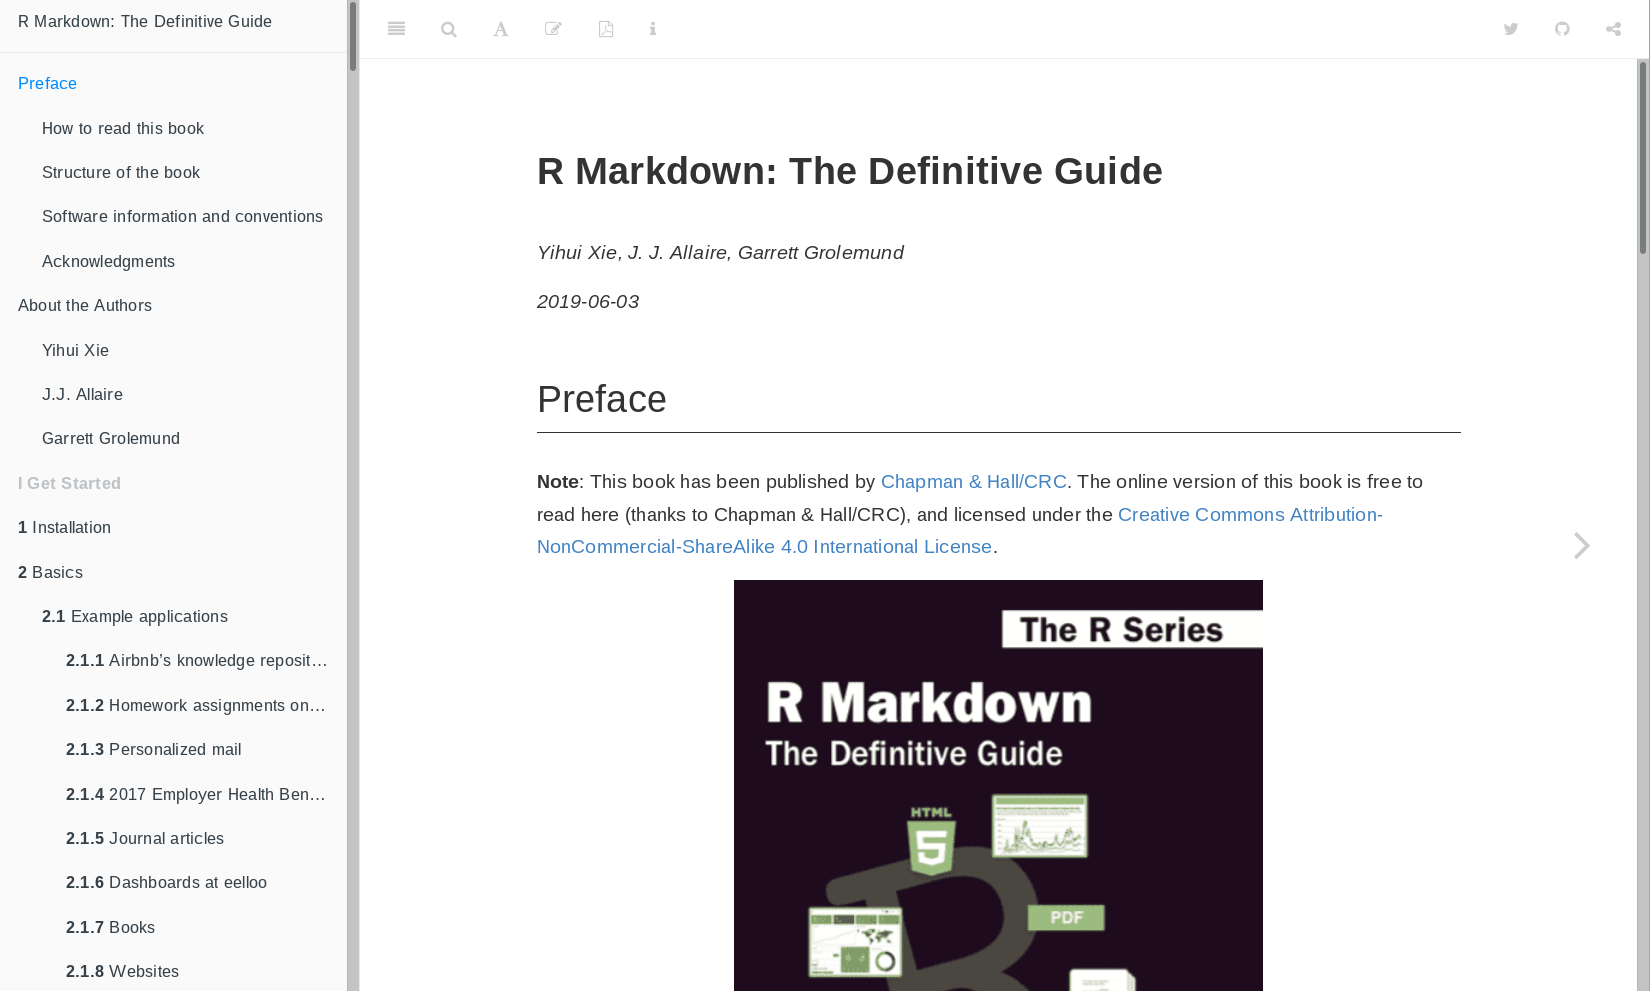 R Markdown: The Definitive Guide
Preface
How to read this book
Structure of the book
Software information and conventions
Acknowledgments
About the Authors
Yihui Xie
J.J. Allaire
Garrett Grolemund
I Get Started
1 Installation
2 Basics
2.1 Example applications
2.1.1 Airbnb’s knowledge reposit…
2.1.2 Homework assignments on…
2.1.3 Personalized mail
2.1.4 2017 Employer Health Ben…
2.1.5 Journal articles
2.1.6 Dashboards at eelloo
2.1.7 Books
2.1.8 Websites
R Markdown: The Definitive Guide
Yihui Xie, J. J. Allaire, Garrett Grolemund
2019-06-03
Preface
Note: This book has been published by Chapman & Hall/CRC. The online version of this book is free to
read here (thanks to Chapman & Hall/CRC), and licensed under the Creative Commons Attribution-
NonCommercial-ShareAlike 4.0 International License.
The R Series
R Markdown
The Definitive Guide
HTML
5
PDF